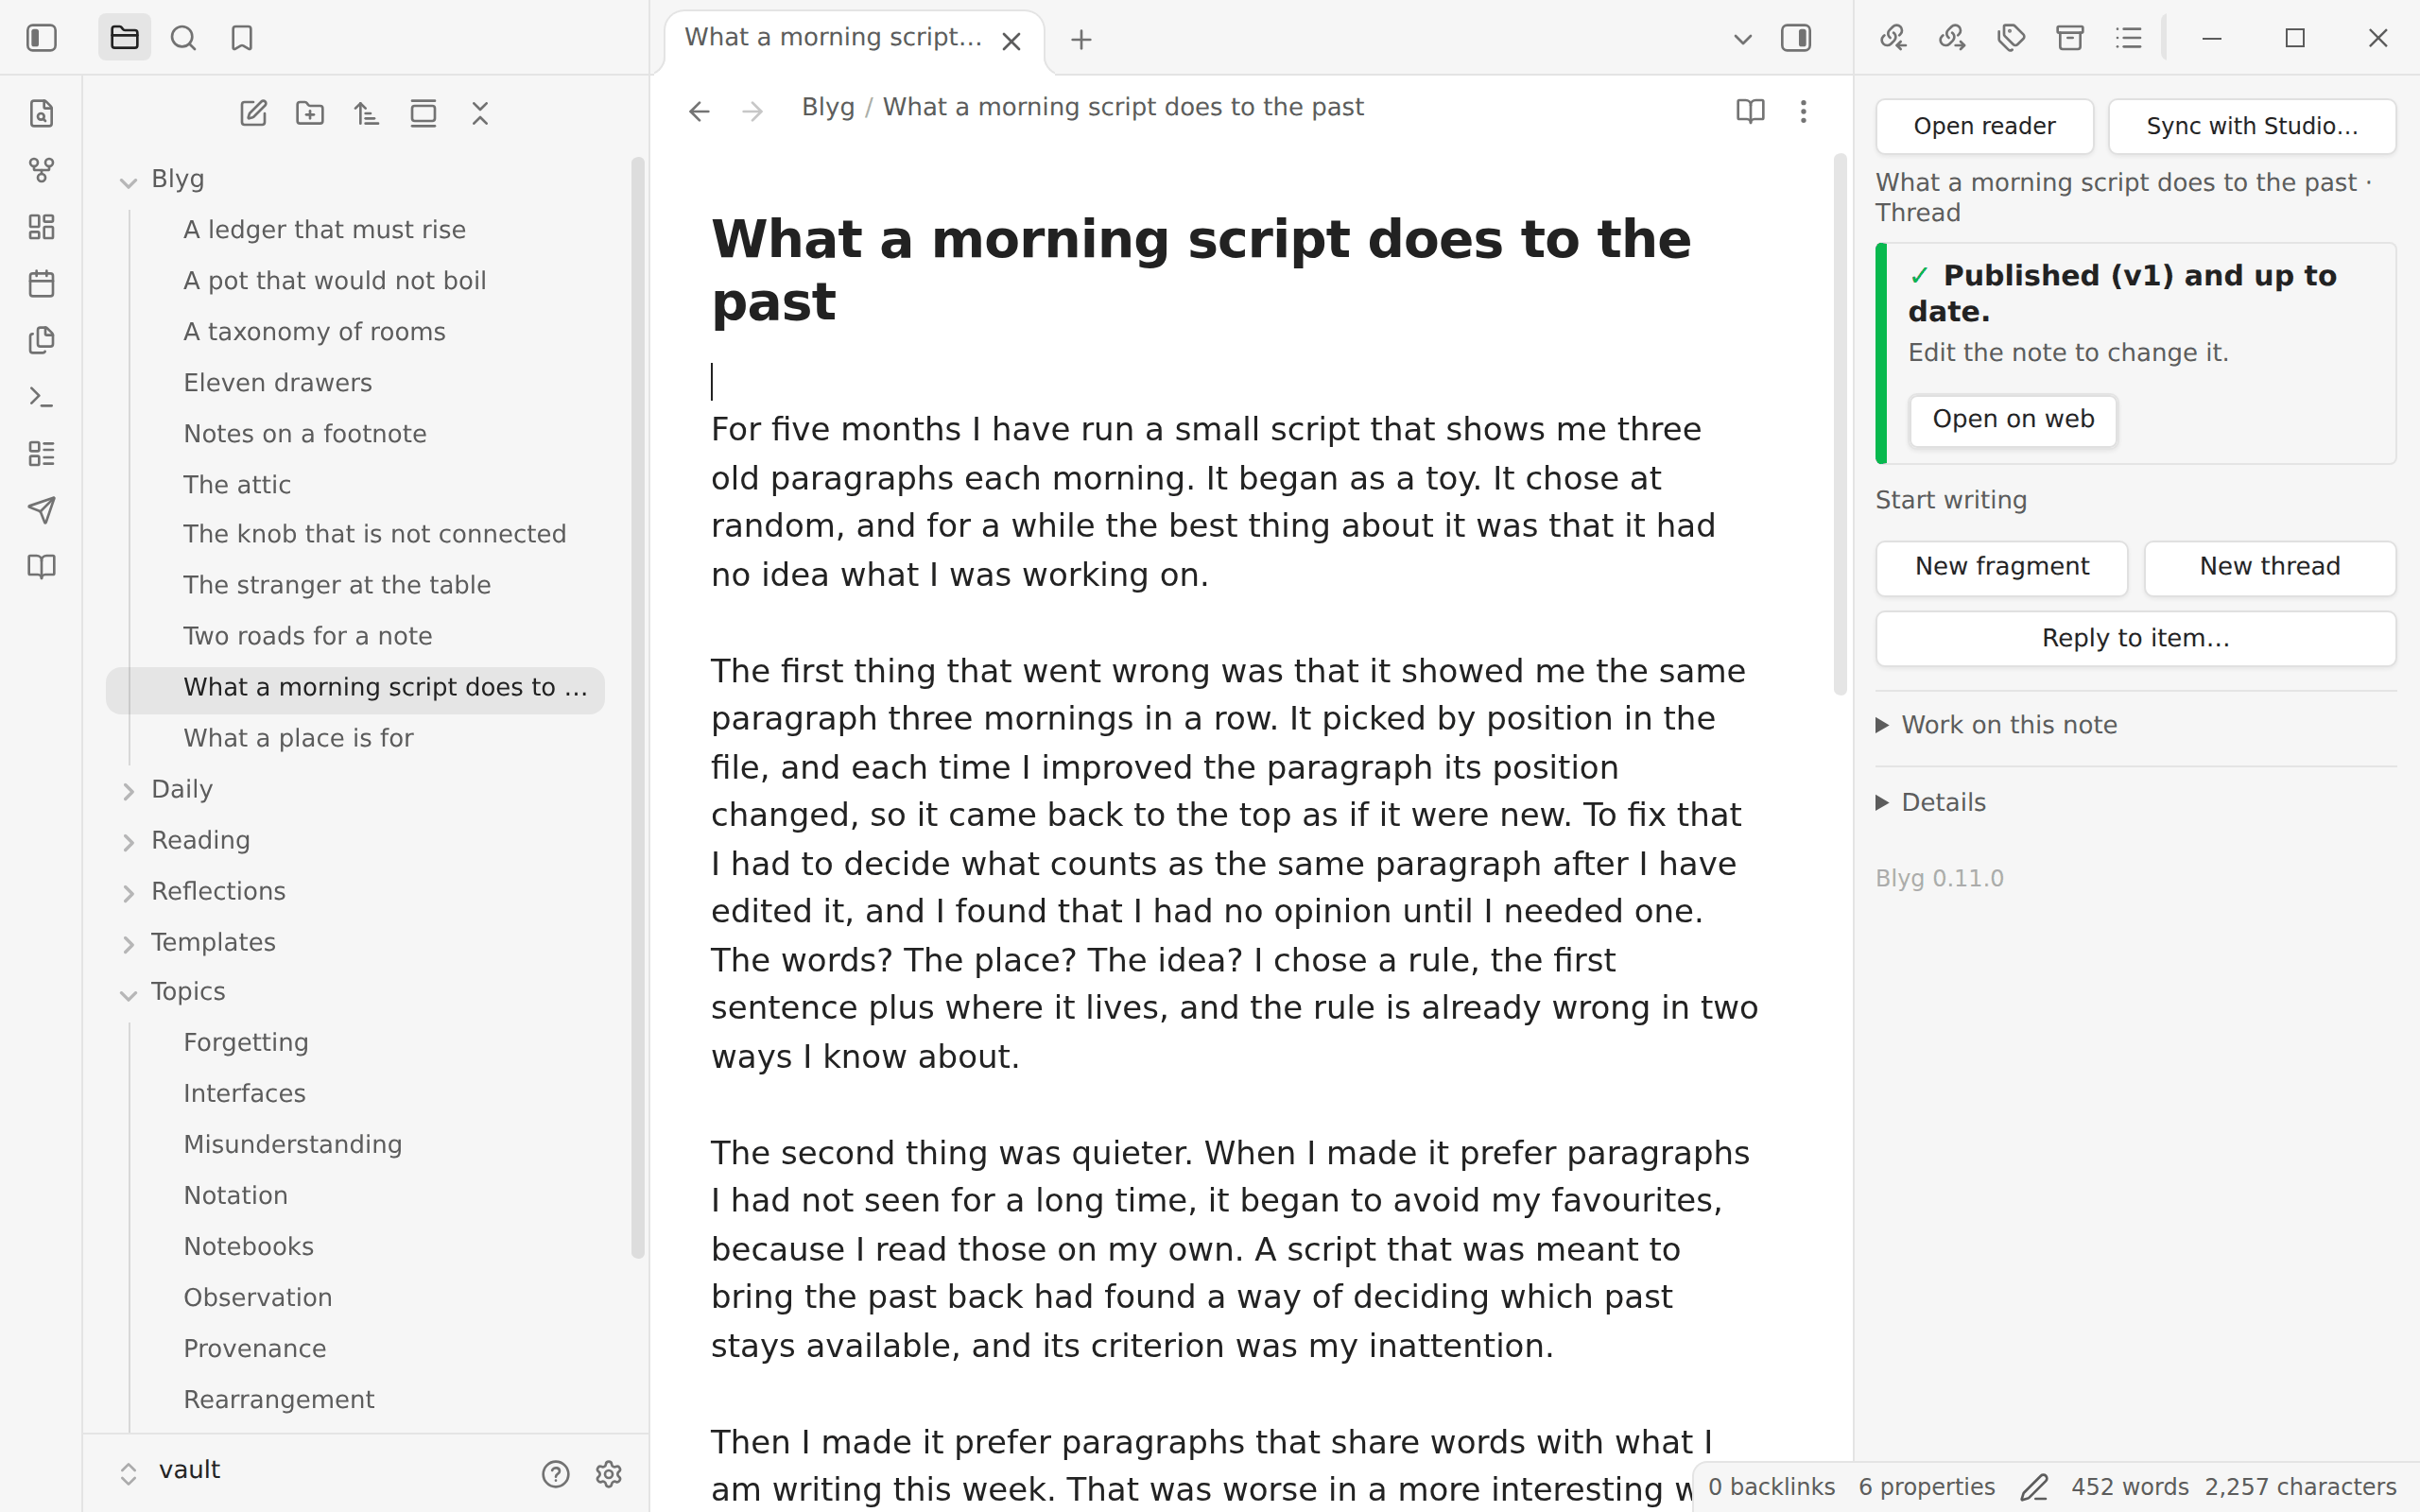 What a morning script...
Blyg / What a morning script does to the past
Blyg
A ledger that must rise
A pot that would not boil
A taxonomy of rooms
Eleven drawers
Notes on a footnote
The attic
The knob that is not connected
The stranger at the table
Two roads for a note
What a morning script does to ...
What a place is for
Daily
Reading
Reflections
Templates
Topics
Forgetting
Interfaces
Misunderstanding
Notation
Notebooks
Observation
Provenance
Rearrangement
vault
What a morning script does to the
past
For five months I have run a small script that shows me three
old paragraphs each morning. It began as a toy. It chose at
random, and for a while the best thing about it was that it had
no idea what I was working on.
The first thing that went wrong was that it showed me the same
paragraph three mornings in a row. It picked by position in the
file, and each time I improved the paragraph its position
changed, so it came back to the top as if it were new. To fix that
I had to decide what counts as the same paragraph after I have
edited it, and I found that I had no opinion until I needed one.
The words? The place? The idea? I chose a rule, the first
sentence plus where it lives, and the rule is already wrong in two
ways I know about.
The second thing was quieter. When I made it prefer paragraphs
I had not seen for a long time, it began to avoid my favourites,
because I read those on my own. A script that was meant to
bring the past back had found a way of deciding which past
stays available, and its criterion was my inattention.
Then I made it prefer paragraphs that share words with what I
am writing this week. That was worse in a more interesting
Open reader
Sync with Studio...
What a morning script does to the past ·
Thread
✓ Published (v1) and up to
date.
Edit the note to change it.
Open on web
Start writing
New fragment
New thread
Reply to item...
Work on this note
Details
Blyg 0.11.0
0 backlinks 6 properties 452 words 2,257 characters